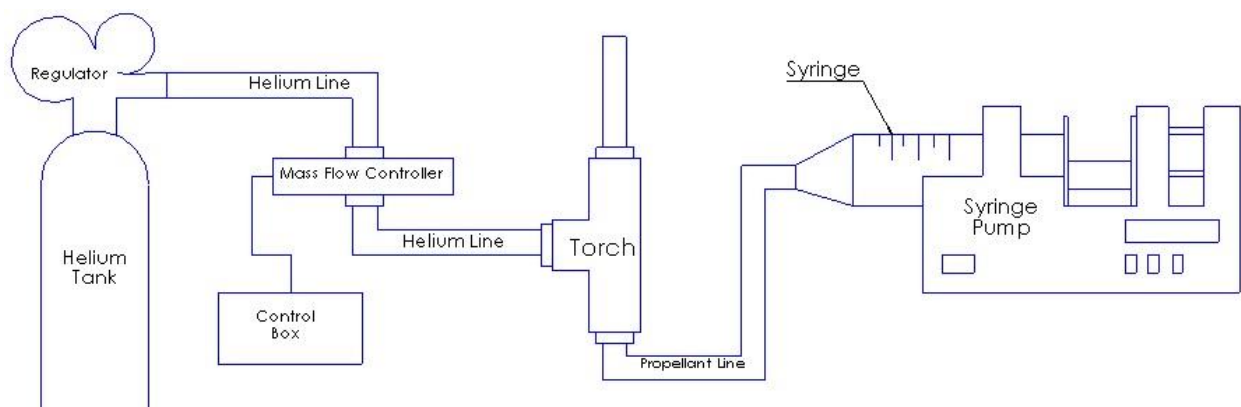 Regulator
Helium Line
Syringe
Mass Flow Controller
Helium Line
Torch
Syringe
Pump
Helium
Tank
Control
Box
Propellant Line